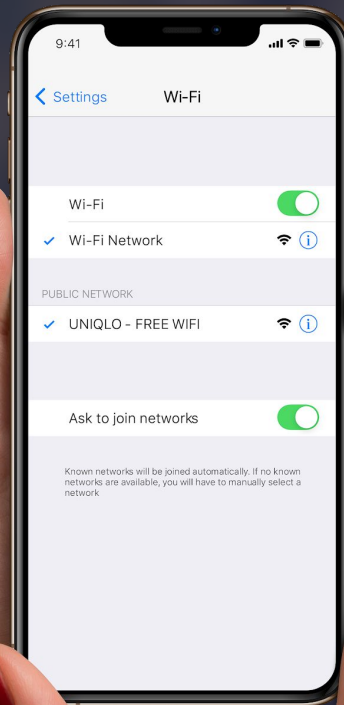 9:41
Settings
Wi-Fi
Wi-Fi
Wi-Fi Network
PUBLIC NETWORK
UNIQLO - FREE WIFI
Ask to join networks
Known networks will be joined automatically. If no known
networks are available, you will have to manually select a
network